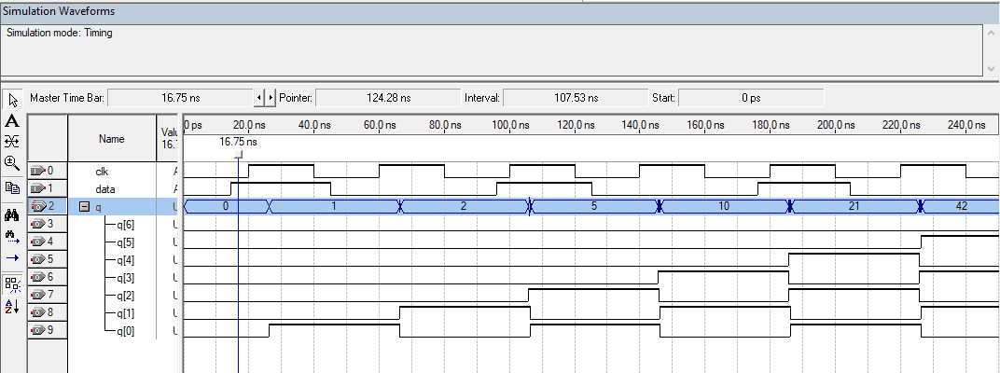 Simulation Waveforms
Simulation mode: Timing
Master Time Bar: 16.75 ns Pointer: 124.28 ns Interval: 107.53 ns Start: 0 ps
A
Name
Valu
16.7
0 ps 20.0 ns 40.0 ns 60.0 ns 80.0 ns 100.0 ns 120.0 ns 140.0 ns 160.0 ns 180.0 ns 200.0 ns 220.0 ns 240.0 ns
16.75 ns
0 clk A
1 data A
2 q U 0 1 2 5 10 21 42
3 q[6] U
4 q[5] U
5 q[4] U
6 q[3] U
7 q[2] U
8 q[1] U
9 q[0] U
A
Z